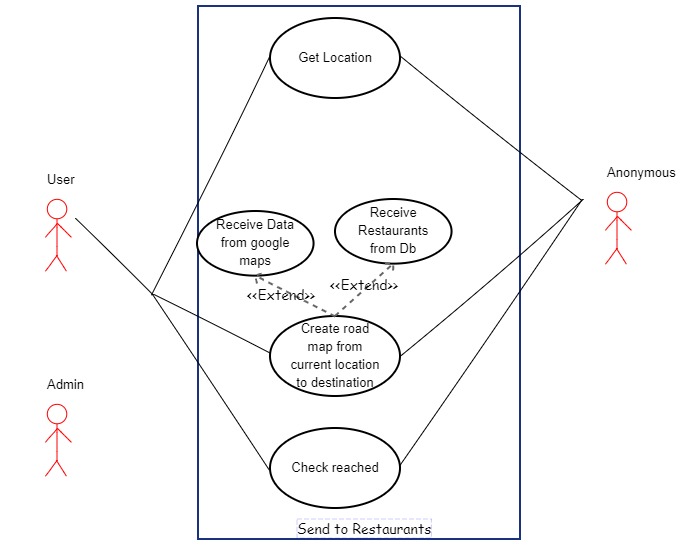 Get Location
User
Anonymous
Receive Data
from google
maps
Receive
Restaurants
from Db
<<Extend>>
<<Extend>>
Create road
map from
current location
to destination
Admin
Check reached
Send to Restaurants